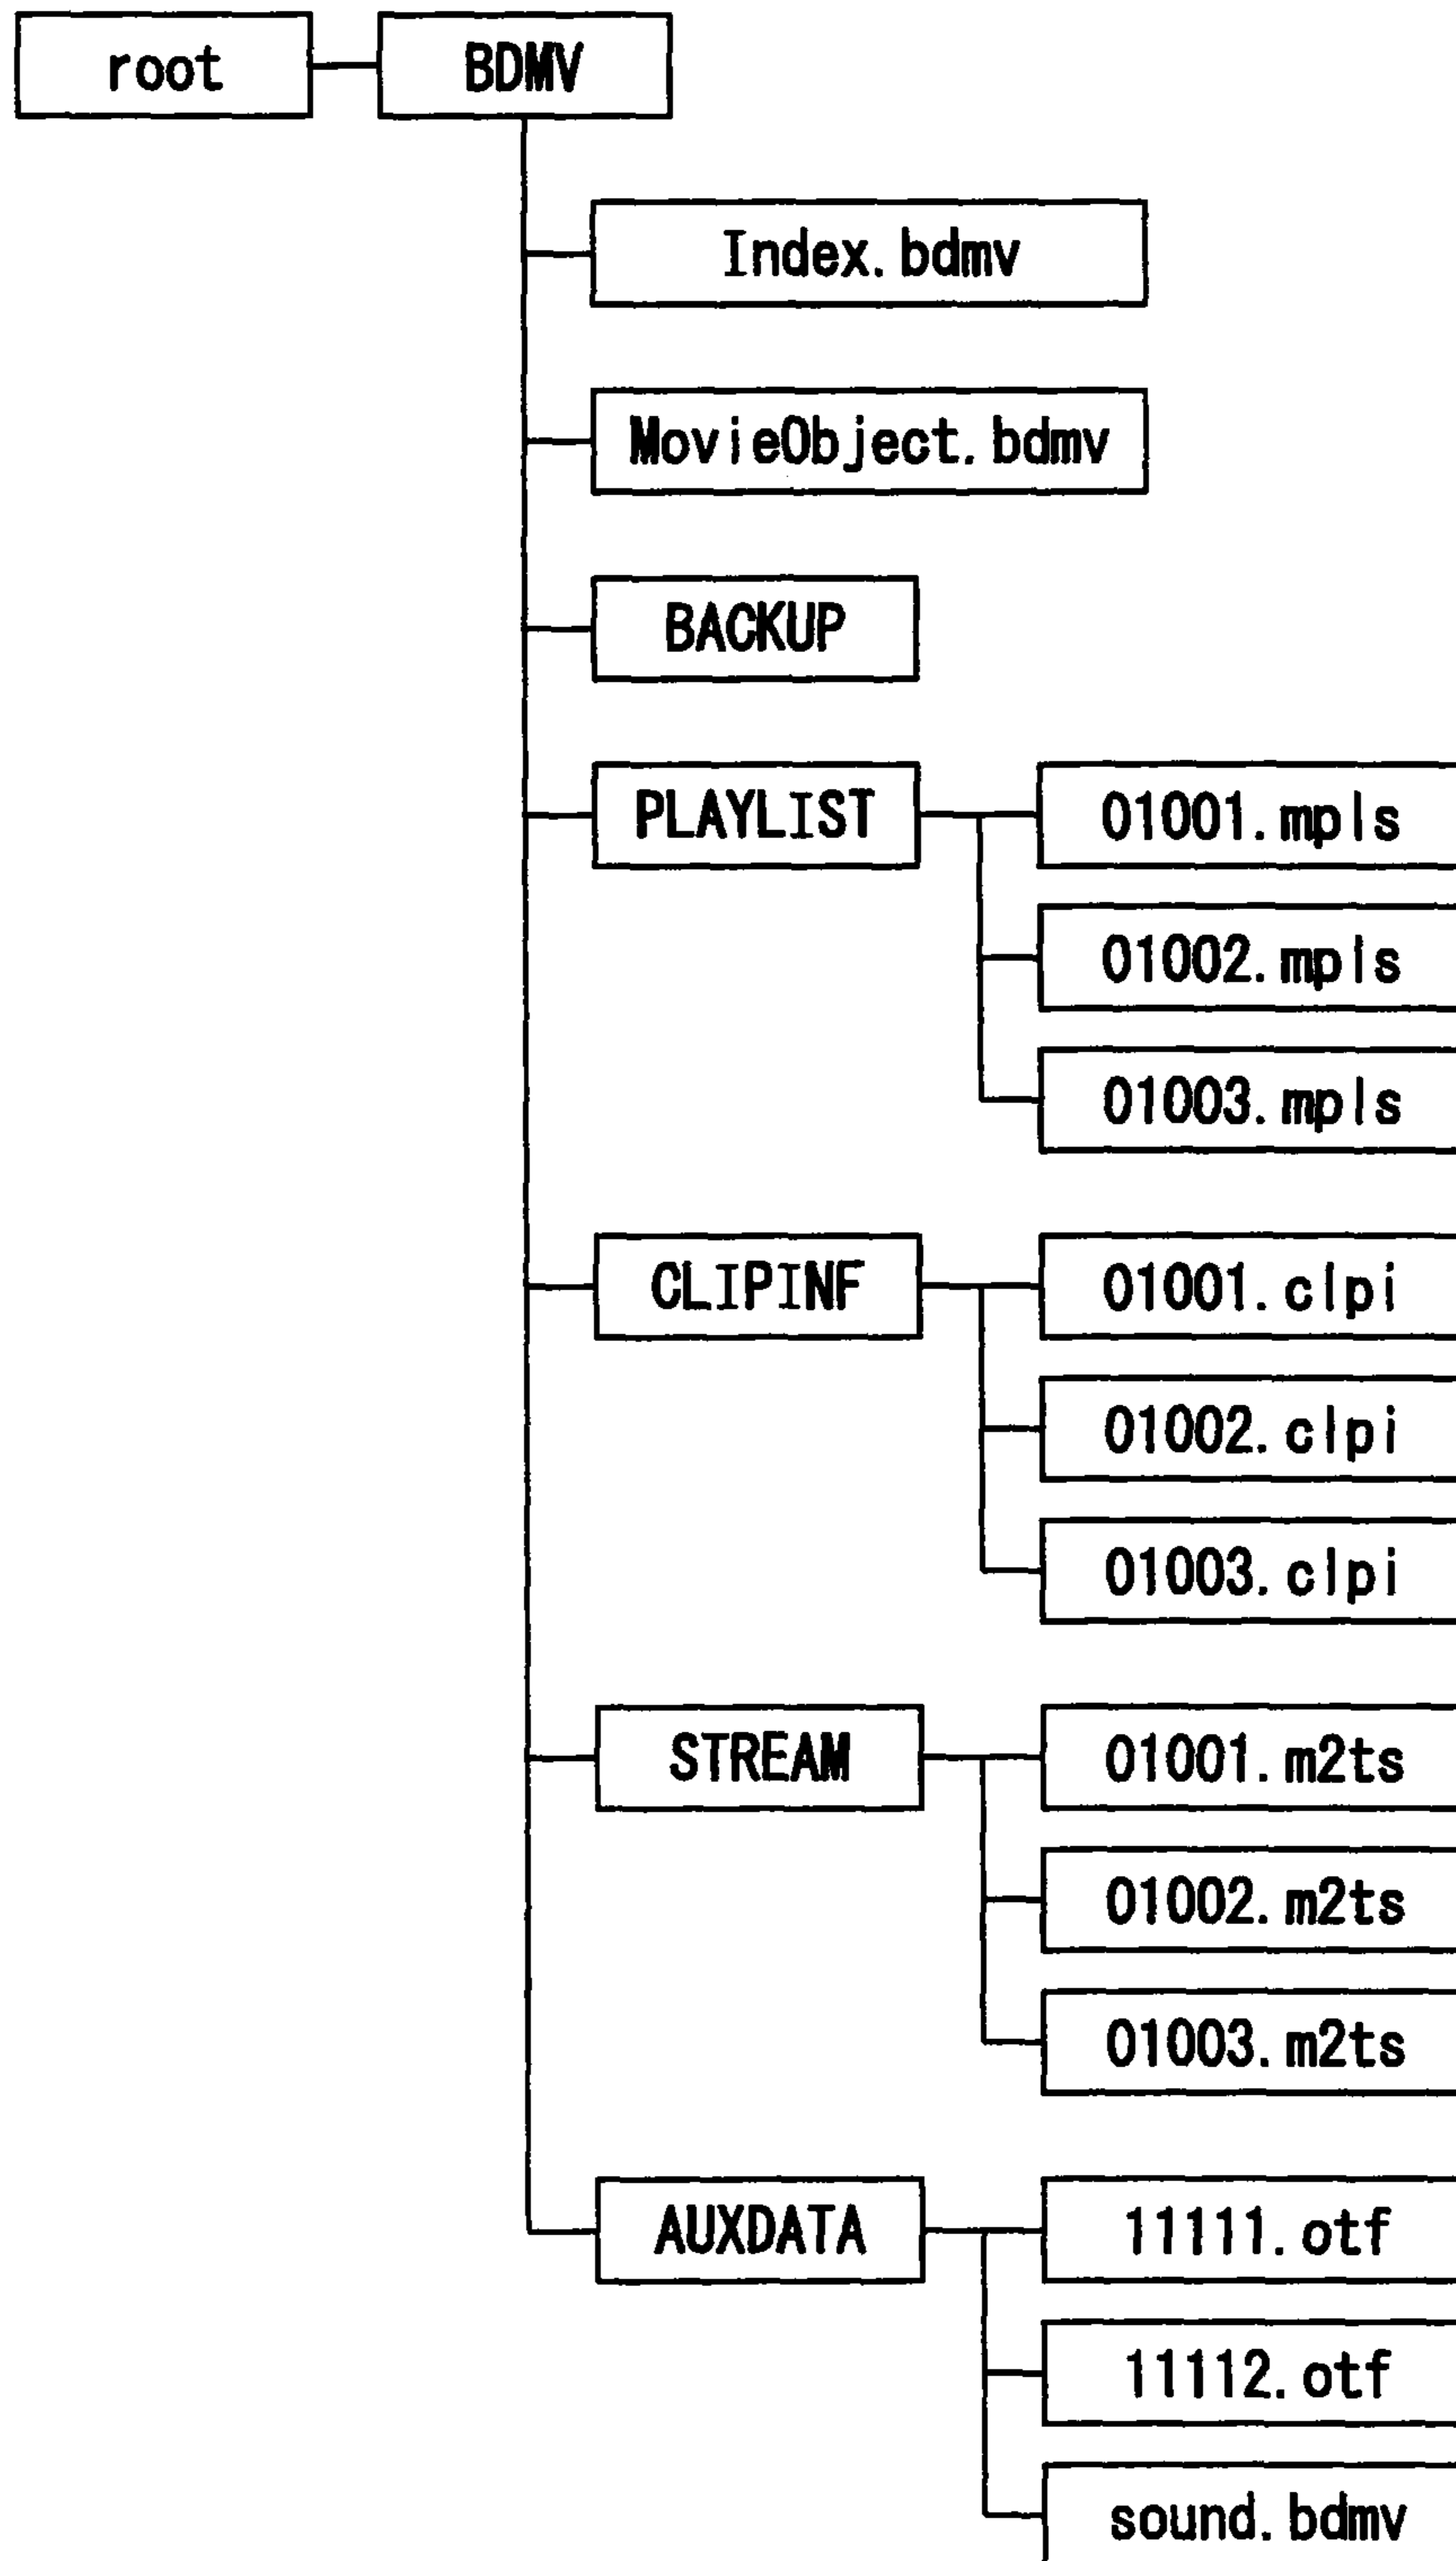 root BDMV
Index.bdmv
MovieObject.bdmv
BACKUP
PLAYLIST 01001.mpls
01002.mpls
01003.mpls
CLIPINF 01001.clpi
01002.clpi
01003.clpi
STREAM 01001.m2ts
01002.m2ts
01003.m2ts
AUXDATA 11111.otf
11112.otf
sound.bdmv